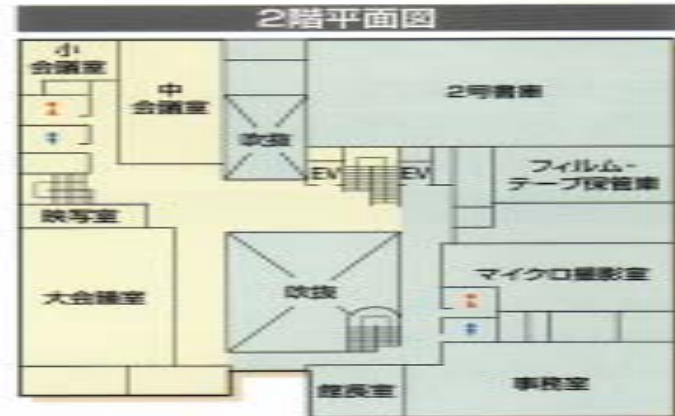 2階平面図
小
会議室
中
会議室
2号書庫
吹抜
EV
EV
フィルム・
テープ保管庫
映写室
大会議室
吹抜
マイクロ撮影室
館長室
事務室